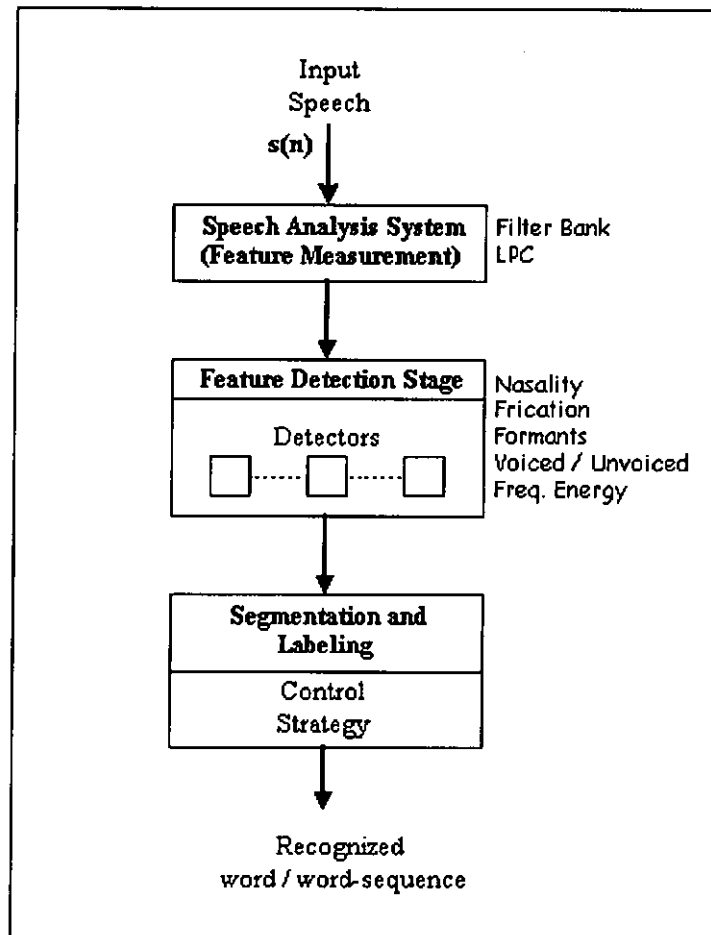 Input
Speech
s(n)
Speech Analysis System
(Feature Measurement)
Filter Bank
LPC
Feature Detection Stage
Detectors
Nasality
Frication
Formants
Voiced / Unvoiced
Freq. Energy
Segmentation and
Labeling
Control
Strategy
Recognized
word / word-sequence